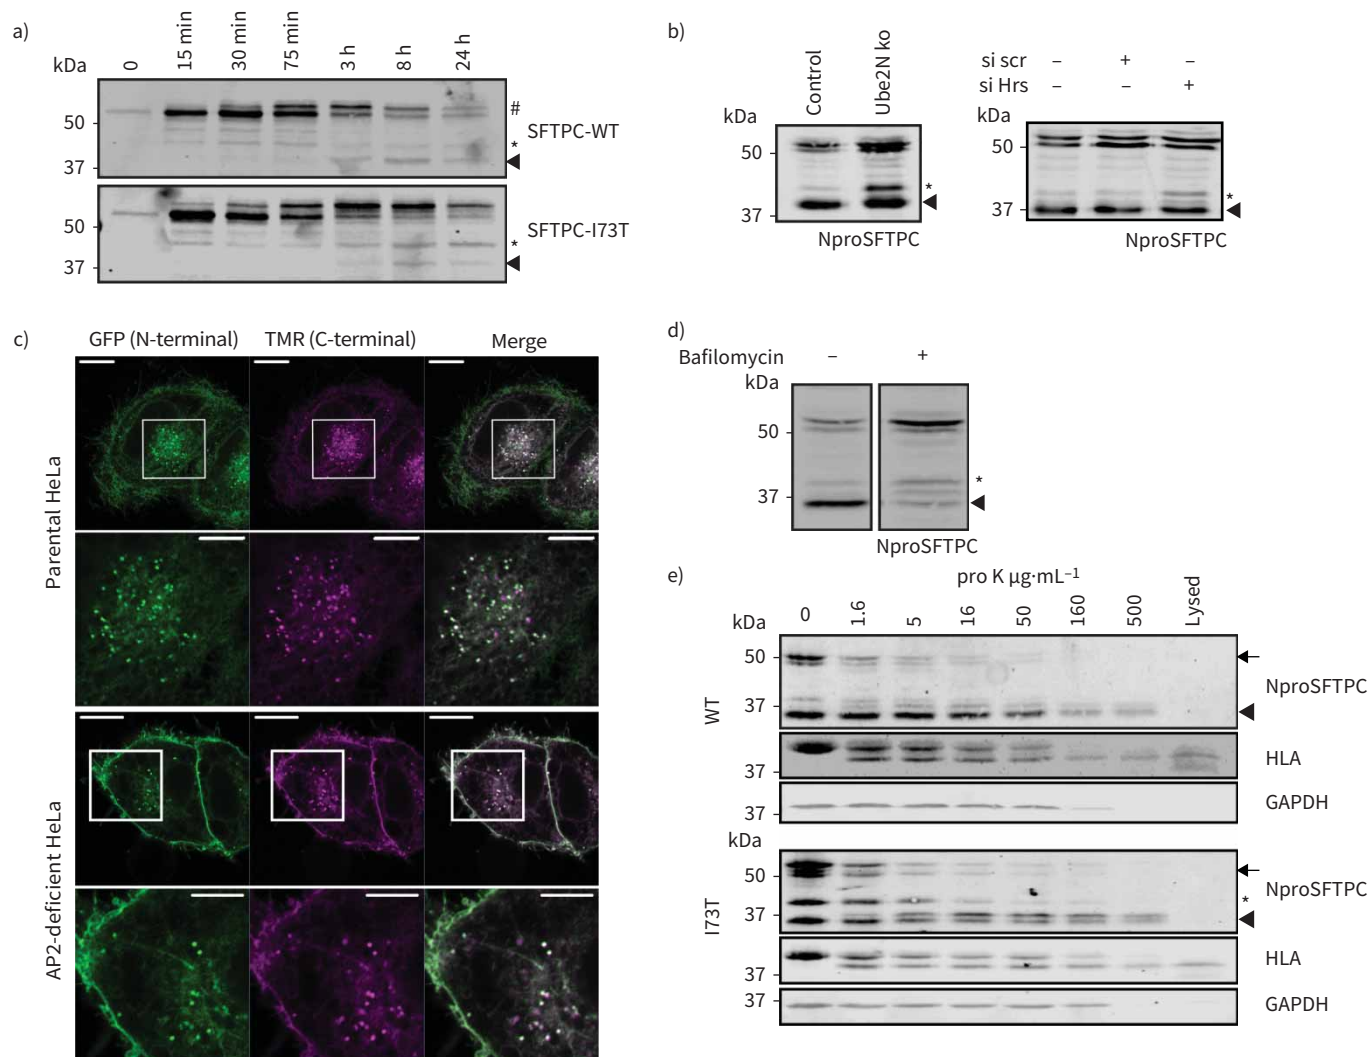 a)
kDa
0
15 min
30 min
75 min
3 h
8 h
24 h
50
37
#
SFTPC-WT
*
50
37
SFTPC-I73T
*
b)
kDa
Control
Ube2N ko
50
37
*
NproSFTPC
si scr – + –
si Hrs – – +
kDa
50
37
*
NproSFTPC
c)
GFP (N-terminal) TMR (C-terminal) Merge
Parental HeLa
AP2-deficient HeLa
d)
Bafilomycin – +
kDa
50
37
*
NproSFTPC
e)
pro K µg·mL⁻¹
kDa
0
1.6
5
16
50
160
500
Lysed
WT
50
37
NproSFTPC
37
HLA
37
GAPDH
kDa
I73T
50
37
NproSFTPC
*
37
HLA
37
GAPDH